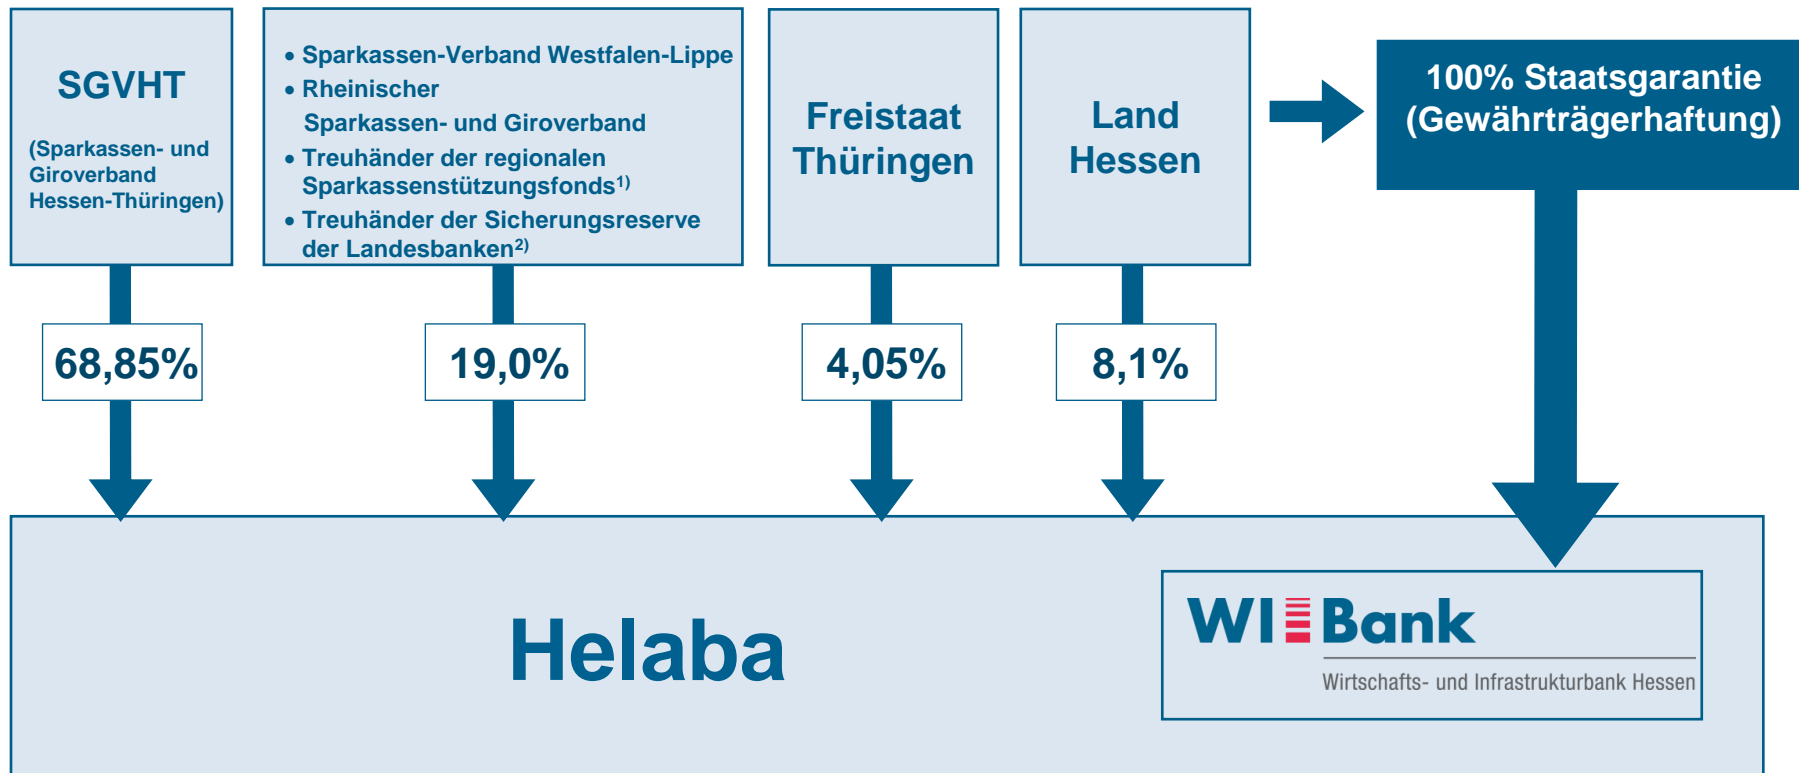 SGVHT
(Sparkassen- und
Giroverband
Hessen-Thüringen)
• Sparkassen-Verband Westfalen-Lippe
• Rheinischer
Sparkassen- und Giroverband
• Treuhänder der regionalen
Sparkassenstützungsfonds1)
• Treuhänder der Sicherungsreserve
der Landesbanken2)
Freistaat
Thüringen
Land
Hessen
100% Staatsgarantie
(Gewährträgerhaftung)
68,85%
19,0%
4,05%
8,1%
Helaba
WIBank
Wirtschafts- und Infrastrukturbank Hessen